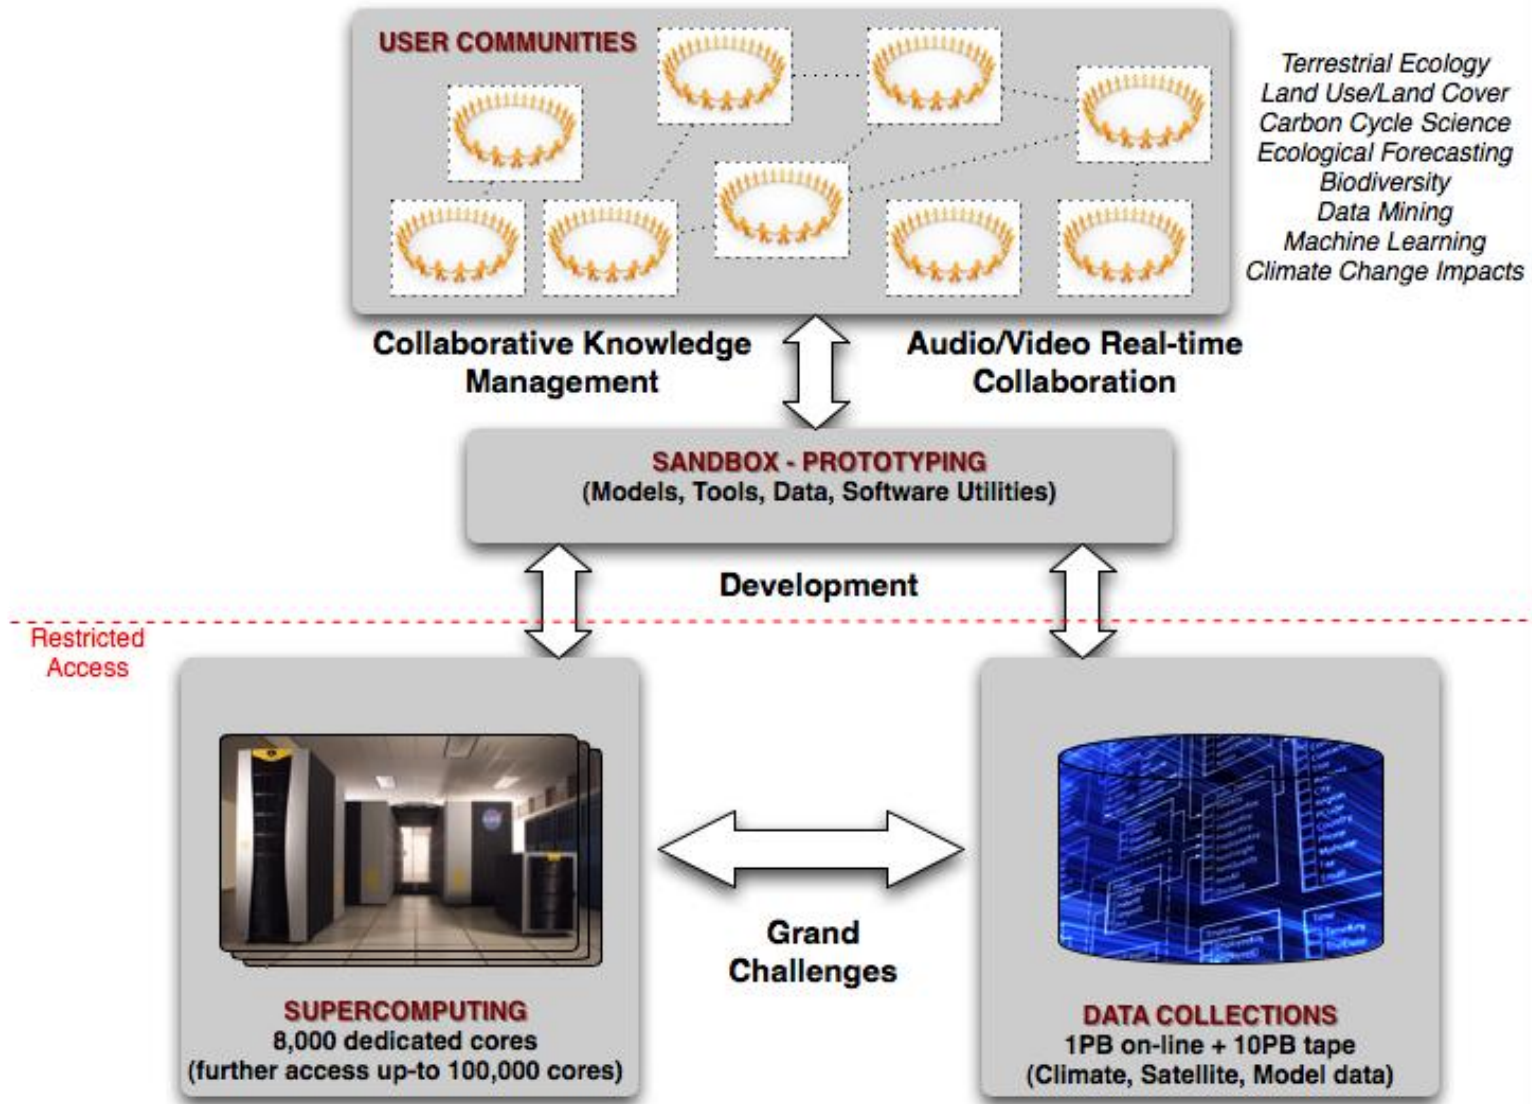 USER COMMUNITIES
Terrestrial Ecology
Land Use/Land Cover
Carbon Cycle Science
Ecological Forecasting
Biodiversity
Data Mining
Machine Learning
Climate Change Impacts
Collaborative Knowledge
Management
Audio/Video Real-time
Collaboration
SANDBOX - PROTOTYPING
(Models, Tools, Data, Software Utilities)
Development
Restricted
Access
Grand
Challenges
SUPERCOMPUTING
8,000 dedicated cores
(further access up-to 100,000 cores)
DATA COLLECTIONS
1PB on-line + 10PB tape
(Climate, Satellite, Model data)